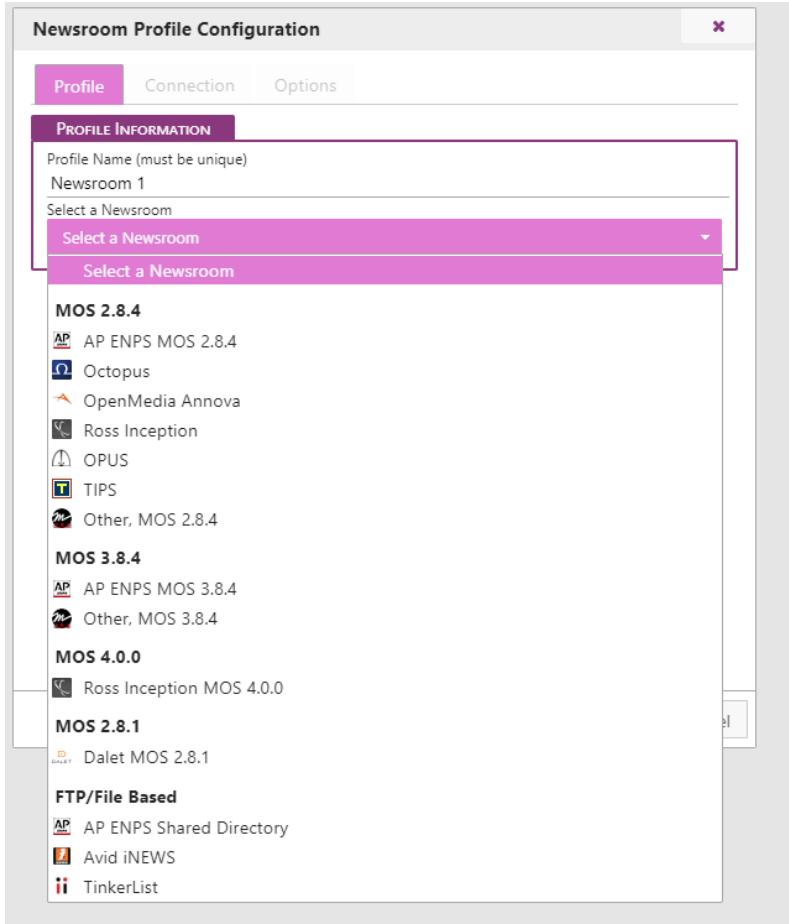 Newsroom Profile Configuration
Profile Connection Options
PROFILE INFORMATION
Profile Name (must be unique)
Newsroom 1
Select a Newsroom
Select a Newsroom
Select a Newsroom
MOS 2.8.4
AP ENPS MOS 2.8.4
Octopus
OpenMedia Annova
Ross Inception
OPUS
TIPS
Other, MOS 2.8.4
MOS 3.8.4
AP ENPS MOS 3.8.4
Other, MOS 3.8.4
MOS 4.0.0
Ross Inception MOS 4.0.0
MOS 2.8.1
Dalet MOS 2.8.1
FTP/File Based
AP ENPS Shared Directory
Avid iNEWS
TinkerList